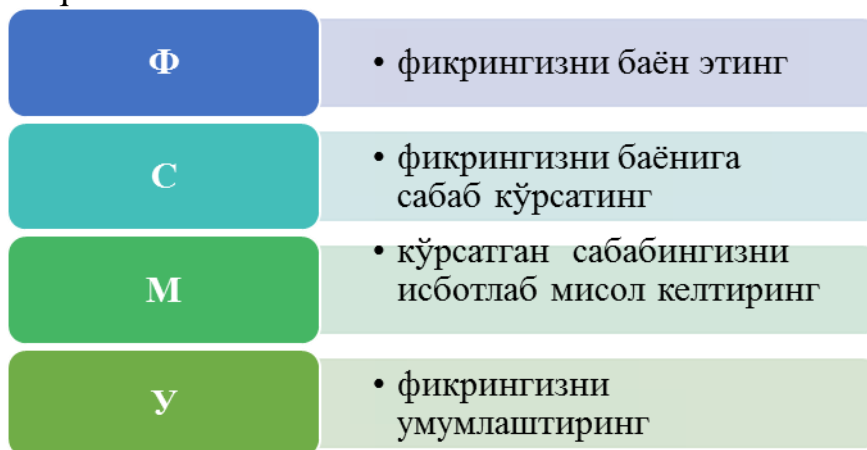 Ф
• фикрингизни баён этинг
С
• фикрингизни баёнига
сабаб кўрсатинг
М
• кўрсатган сабабингизни
исботлаб мисол келтиринг
У
• фикрингизни
умумлаштиринг